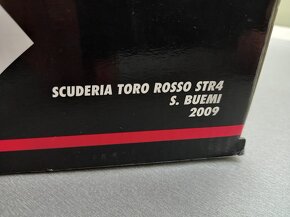 SCUDERIA TORO ROSSO STR4
S. BUEMI
2009